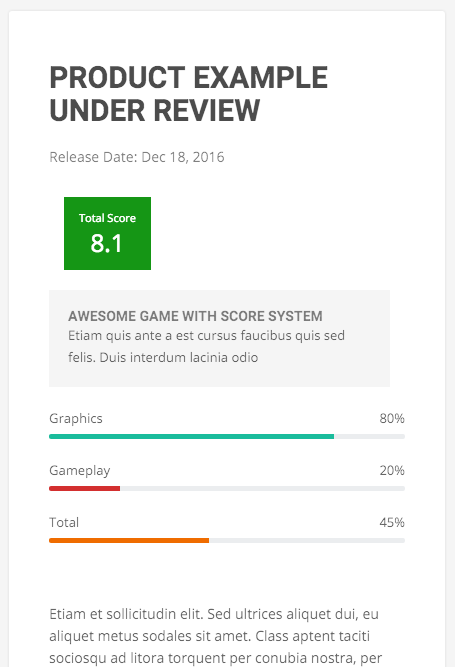 PRODUCT EXAMPLE
UNDER REVIEW
Release Date: Dec 18, 2016
Total Score
8.1
AWESOME GAME WITH SCORE SYSTEM
Etiam quis ante a est cursus faucibus quis sed
felis. Duis interdum lacinia odio
Graphics 80%
Gameplay 20%
Total 45%
Etiam et sollicitudin elit. Sed ultrices aliquet dui, eu
aliquet metus sodales sit amet. Class aptent taciti
sociosqu ad litora torquent per conubia nostra, per